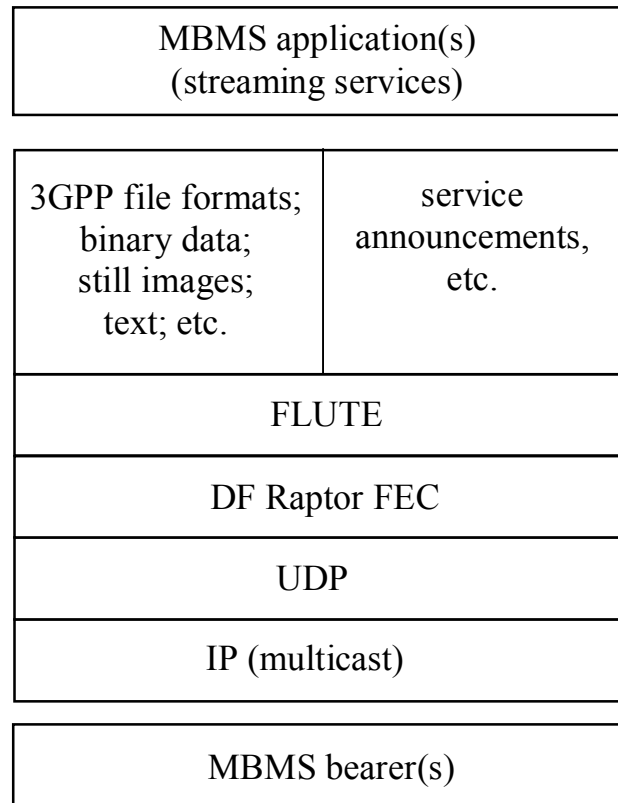 MBMS application(s)
(streaming services)
3GPP file formats;
binary data;
still images;
text; etc.
service
announcements,
etc.
FLUTE
DF Raptor FEC
UDP
IP (multicast)
MBMS bearer(s)